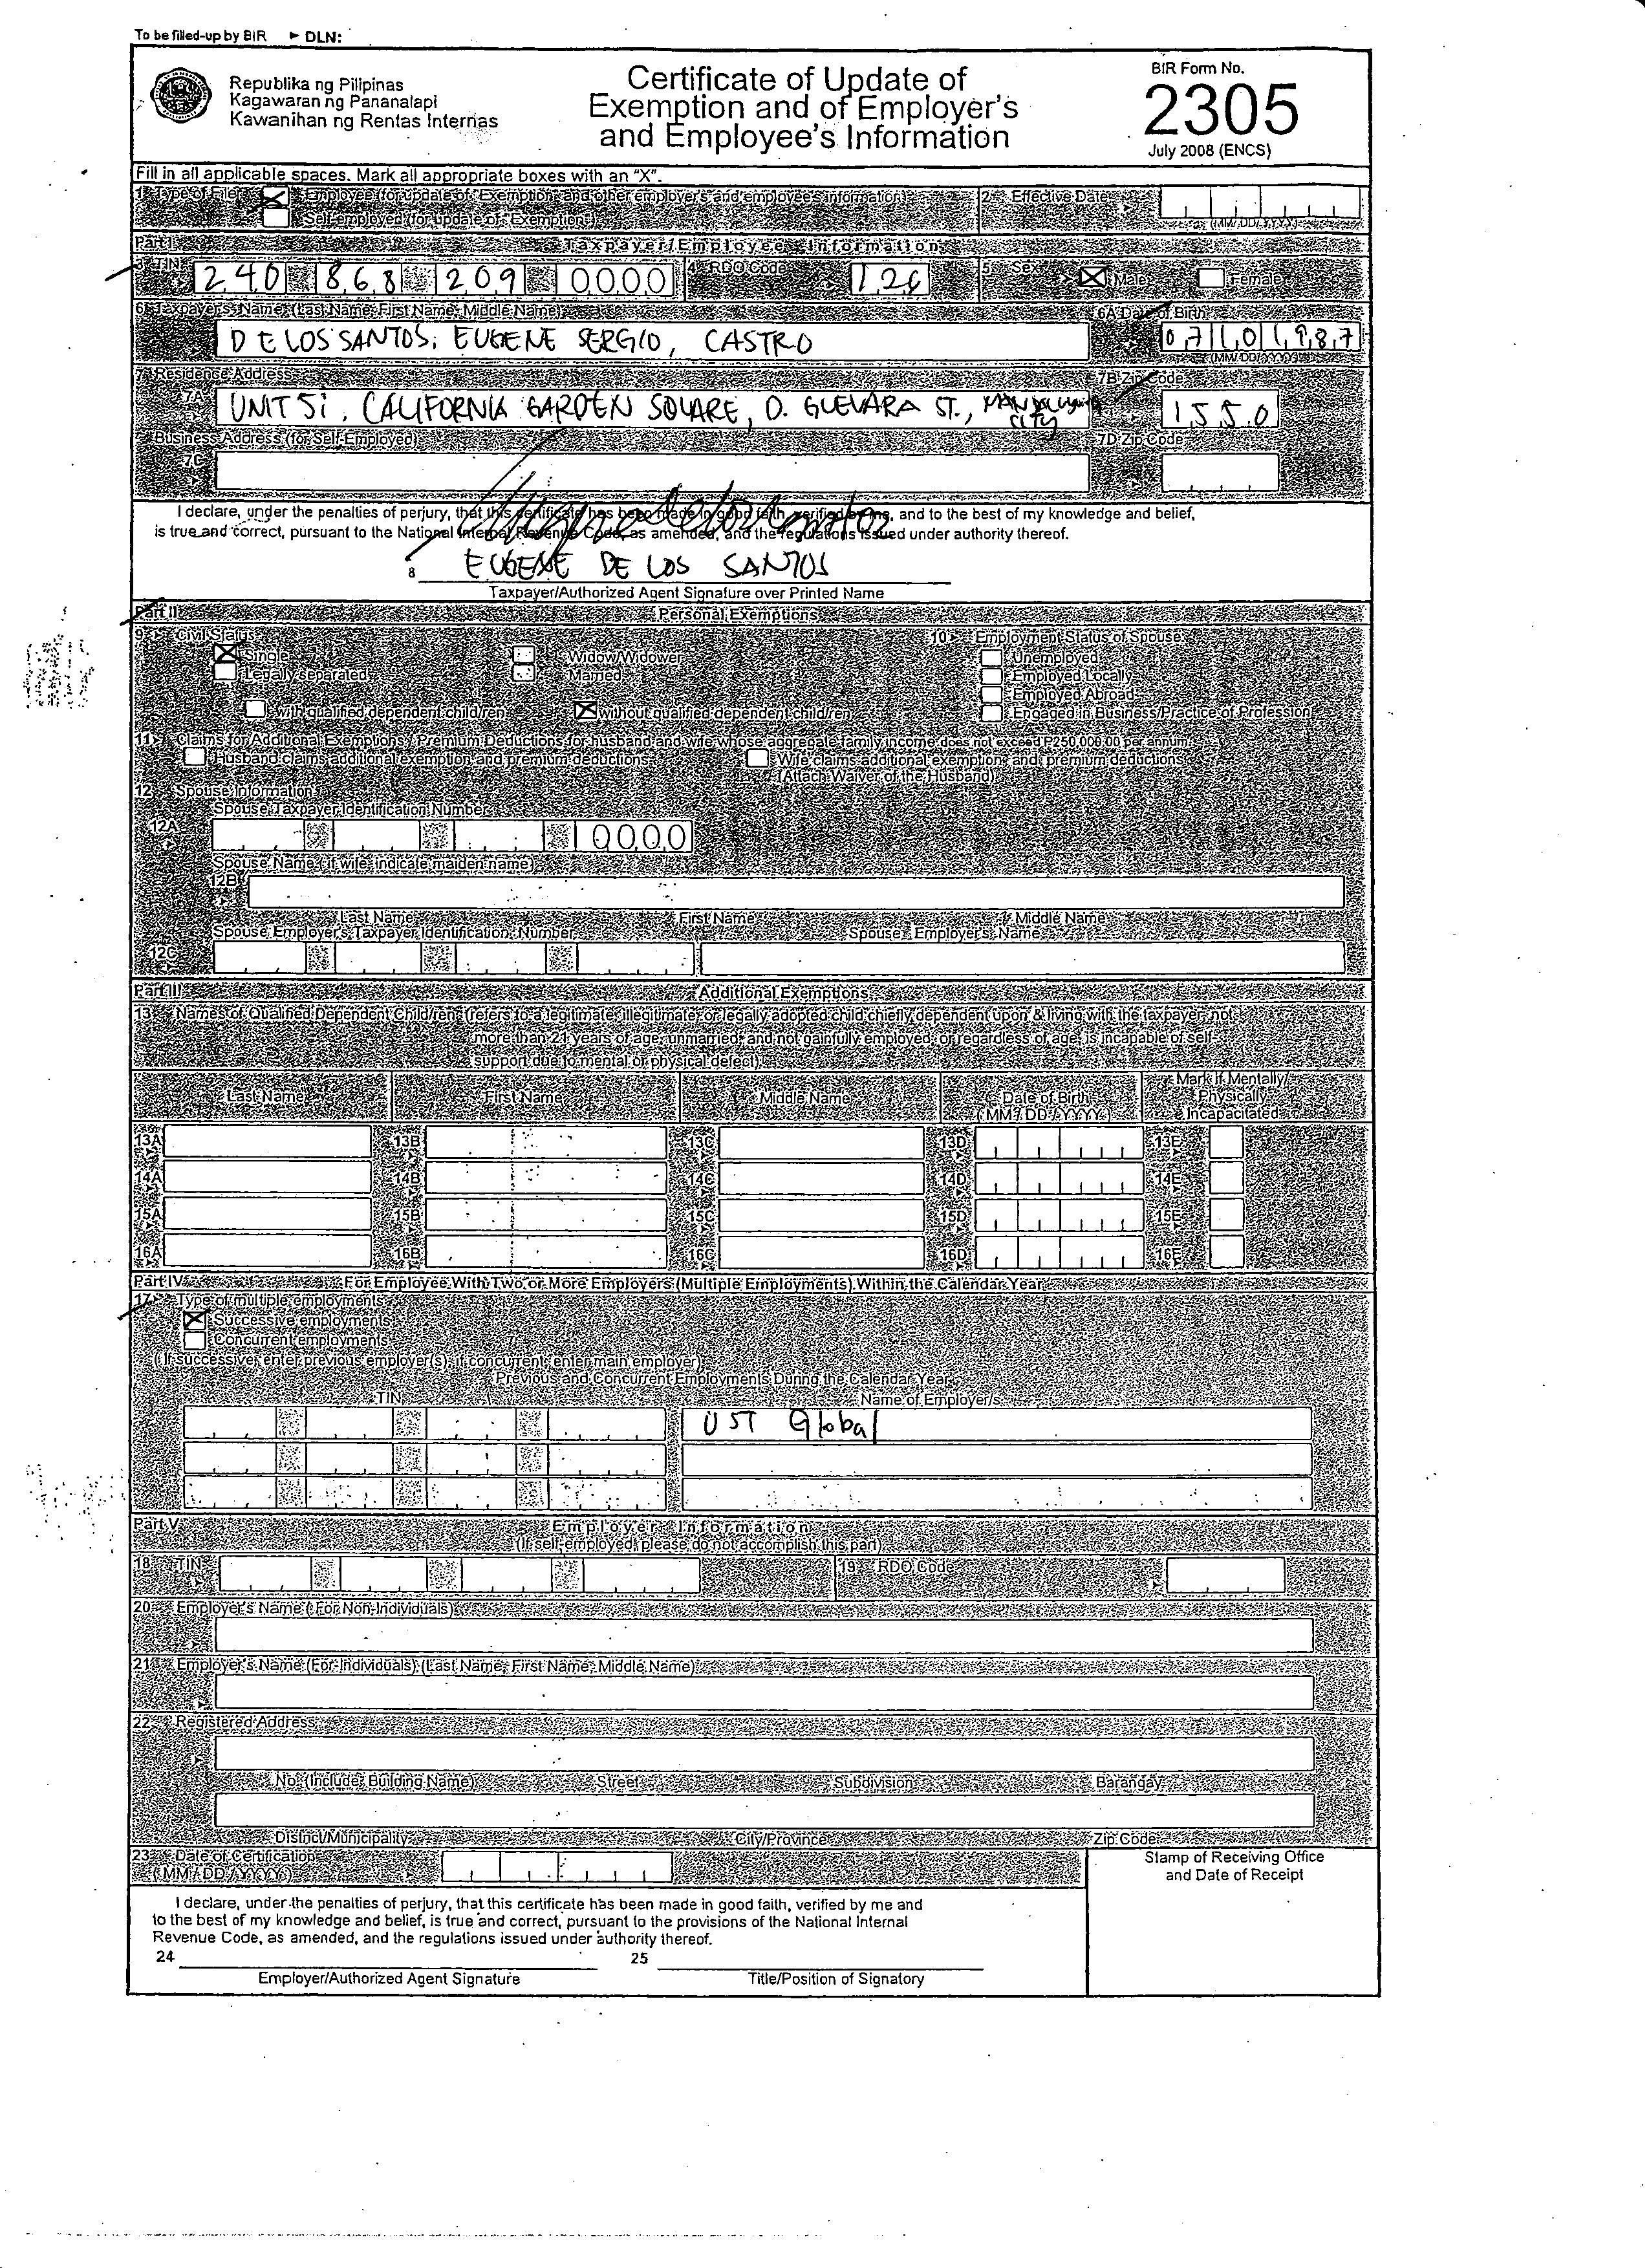 To be filled-up by BIR ► DLN:
Republika ng Pilipinas
Kagawaran ng Pananalapi
Kawanihan ng Rentas Internas
Certificate of Update of
Exemption and of Employer's
and Employee's Information
BIR Form No.
2305
July 2008 (ENCS)
Fill in all applicable spaces. Mark all appropriate boxes with an "X".
1 Type of Filer X Employee (for update of Exemption and other employer's and employee's information)
Self-employed (for update of Exemption)
2 Effective Date
(MM/DD/YYYY)
Part I Taxpayer/Employee Information
3 TIN 240 868 209 0000
4 RDO Code 126
5 Sex X Male Female
6 Taxpayer's Name (Last Name, First Name, Middle Name)
DE LOS SANTOS, EUGENE SERGIO, CASTRO
6A Date of Birth
07101987
(MM/DD/YYYY)
7 Residence Address
7A UNIT 5i, CALIFORNIA GARDEN SQUARE, D. GUEVARA ST., MANDALUYONG CITY
7B Zip Code
1550
Business Address (for Self-Employed)
7C
7D Zip Code
I declare, under the penalties of perjury, that this certificate has been made in good faith, verified by me, and to the best of my knowledge and belief,
is true and correct, pursuant to the National Internal Revenue Code, as amended, and the regulations issued under authority thereof.
8 EUGENE DE LOS SANTOS
Taxpayer/Authorized Agent Signature over Printed Name
Part II Personal Exemptions
9 Civil Status
X Single Widow/Widower
Legally separated Married
with qualified dependent child/ren X without qualified dependent child/ren
10 Employment Status of Spouse:
Unemployed
Employed Locally
Employed Abroad
Engaged in Business/Practice of Profession
11 Claims for Additional Exemptions / Premium Deductions for husband and wife whose aggregate family income does not exceed P250,000.00 per annum.
Husband claims additional exemption and premium deductions
Wife claims additional exemption and premium deductions
(Attach Waiver of the Husband)
12 Spouse Information
Spouse Taxpayer Identification Number
12A 0000
Spouse Name (if wife, indicate maiden name)
12B
Last Name First Name Middle Name
Spouse Employer's Taxpayer Identification Number Spouse Employer's Name
12C
Part III Additional Exemptions
13 Names of Qualified Dependent Child/ren (refers to a legitimate, illegitimate or legally adopted child chiefly dependent upon & living with the taxpayer, not
more than 21 years of age, unmarried, and not gainfully employed; or regardless of age, is incapable of self-
support due to mental or physical defect).
Last Name First Name Middle Name Date of Birth (MM / DD / YYYY) Mark if Mentally/ Physically Incapacitated
13A 13B 13C 13D 13E
14A 14B 14C 14D 14E
15A 15B 15C 15D 15E
16A 16B 16C 16D 16E
Part IV For Employee With Two or More Employers (Multiple Employments) Within the Calendar Year
17 Type of multiple employments
X Successive employments
Concurrent employments
(If successive, enter previous employer(s); if concurrent, enter main employer)
Previous and Concurrent Employments During the Calendar Year
TIN Name of Employer/s
UST Global
Part V Employer Information
(If self-employed, please do not accomplish this part)
18 TIN 19 RDO Code
20 Employer's Name (For Non-Individuals)
21 Employer's Name (For Individuals) (Last Name, First Name, Middle Name)
22 Registered Address
No. (Include Building Name) Street Subdivision Barangay
District/Municipality City/Province Zip Code
23 Date of Certification
(MM / DD / YYYY)
Stamp of Receiving Office
and Date of Receipt
I declare, under the penalties of perjury, that this certificate has been made in good faith, verified by me and
to the best of my knowledge and belief, is true and correct, pursuant to the provisions of the National Internal
Revenue Code, as amended, and the regulations issued under authority thereof.
24 25
Employer/Authorized Agent Signature Title/Position of Signatory